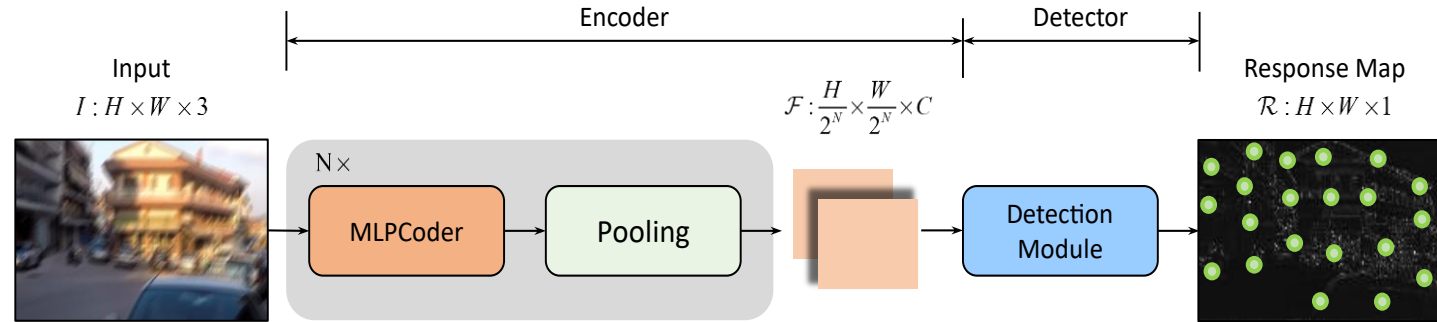 Encoder
Detector
Input
I : H × W × 3
ℱ : H/2^N × W/2^N × C
Response Map
ℛ : H × W × 1
N ×
MLPCoder
Pooling
Detection
Module